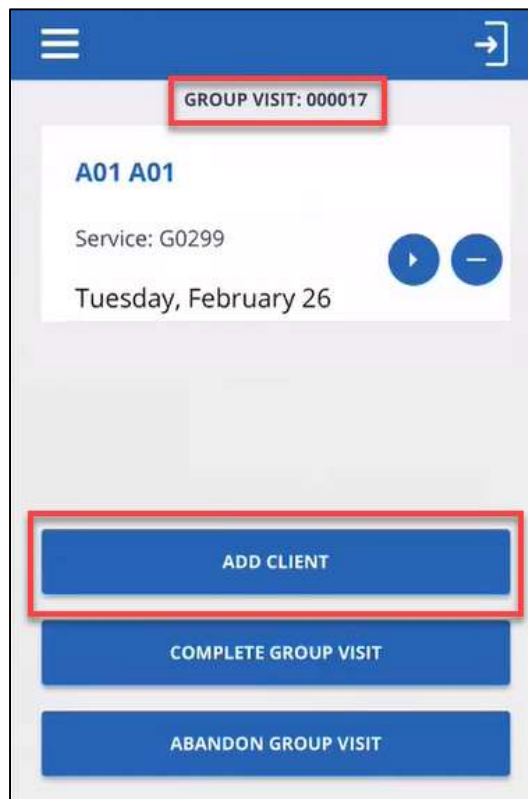 GROUP VISIT: 000017
A01 A01
Service: G0299
Tuesday, February 26
ADD CLIENT
COMPLETE GROUP VISIT
ABANDON GROUP VISIT